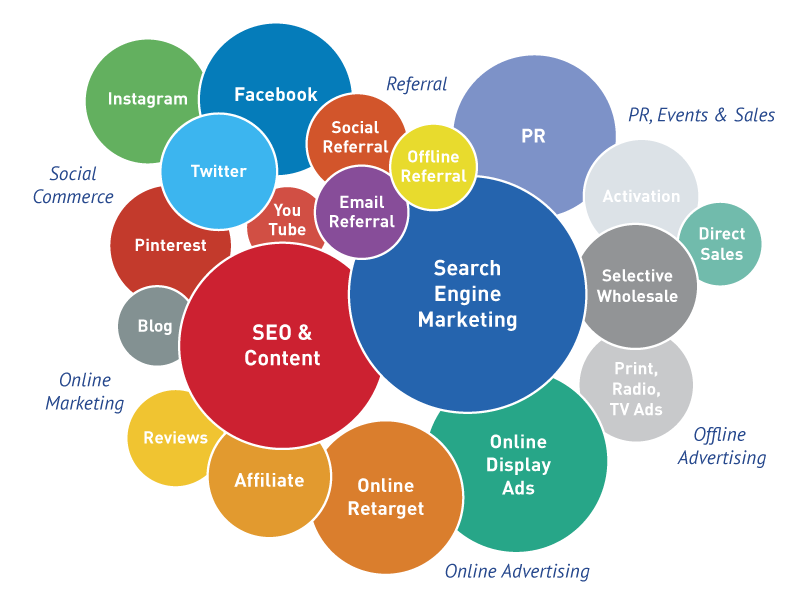 Instagram
Facebook
Referral
PR, Events & Sales
Social
Referral
PR
Offline
Referral
Twitter
Social
Commerce
Activation
You
Tube
Email
Referral
Pinterest
Direct
Sales
Search
Engine
Marketing
Selective
Wholesale
Blog
SEO &
Content
Print,
Radio,
TV Ads
Online
Marketing
Reviews
Offline
Advertising
Online
Display
Ads
Affiliate
Online
Retarget
Online Advertising